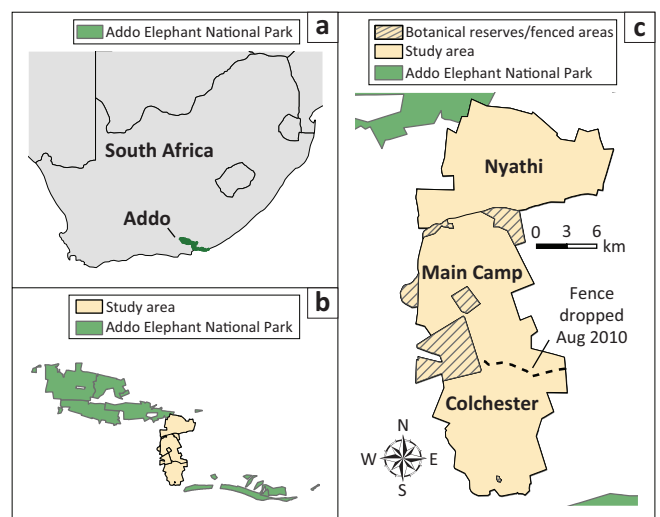 a
Addo Elephant National Park
South Africa
Addo
b
Study area
Addo Elephant National Park
c
Botanical reserves/fenced areas
Study area
Addo Elephant National Park
Nyathi
0 3 6
km
Main Camp
Fence
dropped
Aug 2010
Colchester
N
W E
S